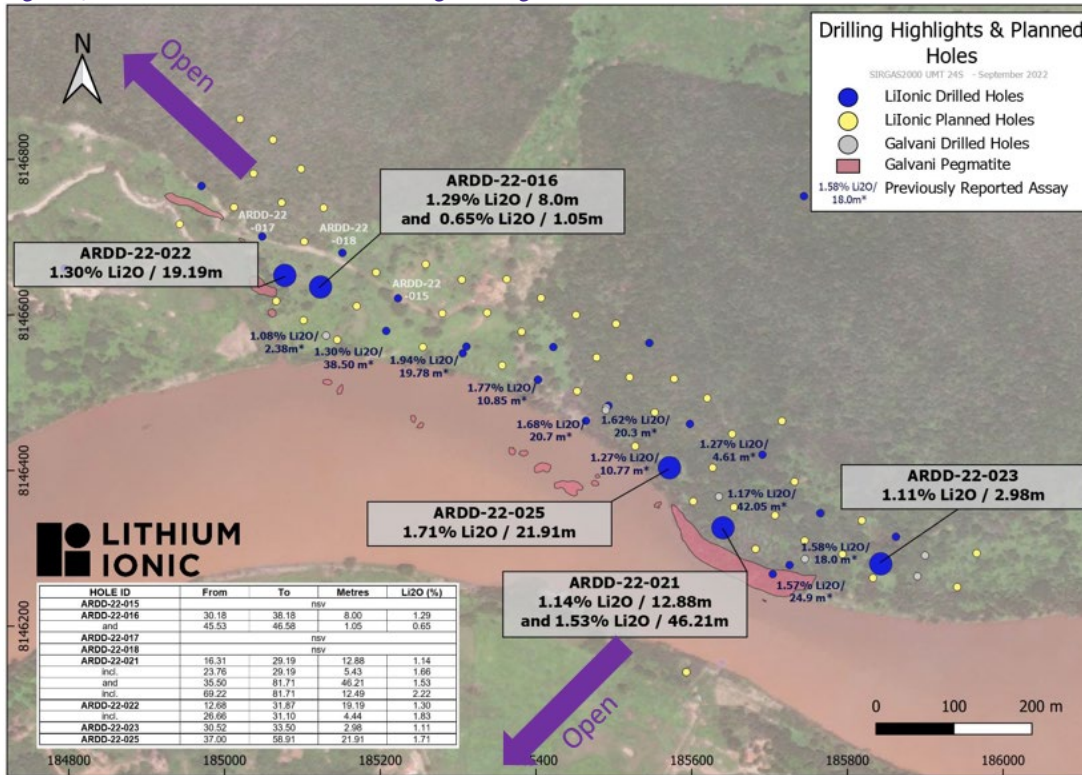 N
Open
Drilling Highlights & Planned
Holes
SIRGAS2000 UMT 24S - September 2022
LiIonic Drilled Holes
LiIonic Planned Holes
Galvani Drilled Holes
Galvani Pegmatite
1.58% Li2O/
18.0m*
Previously Reported Assay
8146800
8146600
8146400
8146200
ARDD-22-016
1.29% Li2O / 8.0m
and 0.65% Li2O / 1.05m
ARDD-22
-017
ARDD-22
-018
ARDD-22-022
1.30% Li2O / 19.19m
ARDD-22
-015
1.08% Li2O/
2.38m*
1.30% Li2O/
38.50 m*
1.94% Li2O/
19.78 m*
1.77% Li2O/
10.85 m*
1.68% Li2O/
20.7 m*
1.62% Li2O/
20.3 m*
1.27% Li2O/
10.77 m*
1.27% Li2O/
4.61 m*
1.17% Li2O/
42.05 m*
1.58% Li2O/
18.0 m*
1.57% Li2O/
24.9 m*
ARDD-22-023
1.11% Li2O / 2.98m
ARDD-22-025
1.71% Li2O / 21.91m
ARDD-22-021
1.14% Li2O / 12.88m
and 1.53% Li2O / 46.21m
LITHIUM
IONIC
HOLE ID From To Metres Li2O (%)
ARDD-22-015 nsv
ARDD-22-016 30.18 38.18 8.00 1.29
and 45.53 46.58 1.05 0.65
ARDD-22-017 nsv
ARDD-22-018 nsv
ARDD-22-021 16.31 29.19 12.88 1.14
incl. 23.76 29.19 5.43 1.66
and 35.50 81.71 46.21 1.53
incl. 69.22 81.71 12.49 2.22
ARDD-22-022 12.68 31.87 19.19 1.30
incl. 26.66 31.10 4.44 1.83
ARDD-22-023 30.52 33.50 2.98 1.11
ARDD-22-025 37.00 58.91 21.91 1.71
Open
0 100 200 m
184800 185000 185200 185600 185800 186000